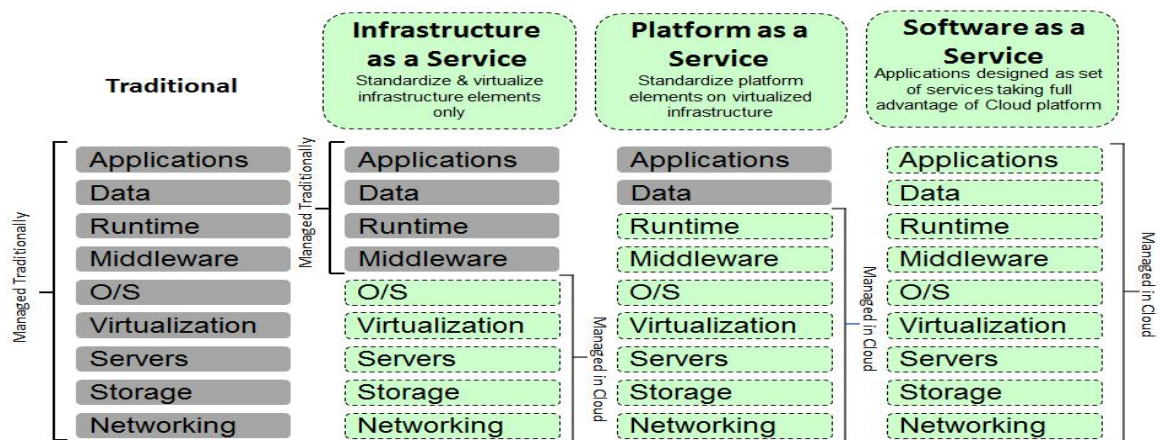 Traditional
Infrastructure
as a Service
Standardize & virtualize
infrastructure elements
only
Platform as a
Service
Standardize platform
elements on virtualized
infrastructure
Software as a
Service
Applications designed as set
of services taking full
advantage of Cloud platform
Managed Traditionally
Applications
Data
Runtime
Middleware
O/S
Virtualization
Servers
Storage
Networking
Managed Traditionally
Applications
Data
Runtime
Middleware
O/S
Virtualization
Servers
Storage
Networking
Managed in Cloud
Applications
Data
Runtime
Middleware
O/S
Virtualization
Servers
Storage
Networking
Managed in Cloud
Applications
Data
Runtime
Middleware
O/S
Virtualization
Servers
Storage
Networking
Managed in Cloud